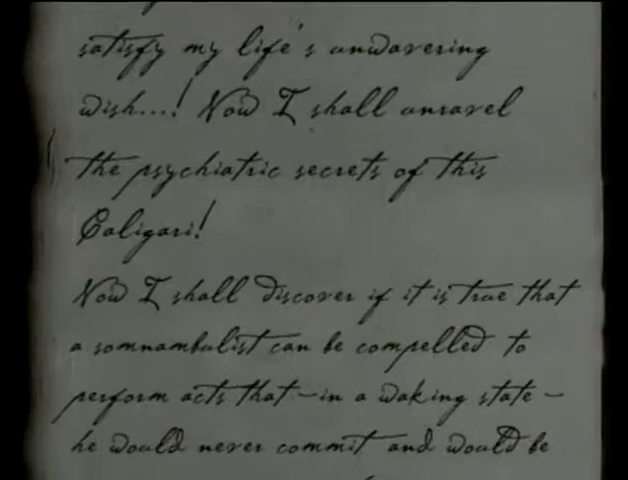 satisfy my life's unwavering
wish...! Now I shall unravel
the psychiatric secrets of this
Caligari!
Now I shall discover if it is true that
a somnambulist can be compelled to
perform acts that – in a waking state –
he would never commit and would be